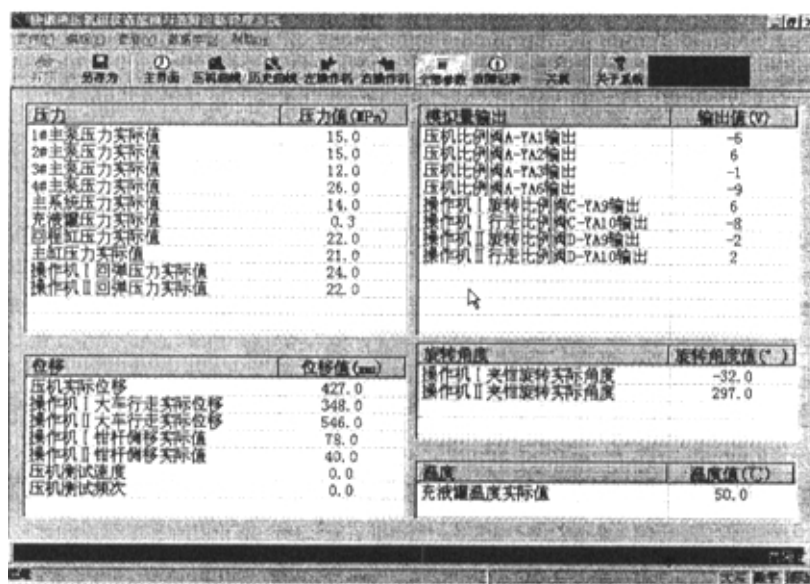 另存为 主界面 压机曲线 历史曲线 左操作机 右操作机 全部参数 故障记录 关联 关于系统
压力 压力值(MPa)
1#主泵压力实际值 15.0
2#主泵压力实际值 15.0
3#主泵压力实际值 12.0
4#主泵压力实际值 26.0
主系统压力实际值 14.0
充液罐压力实际值 0.3
回程缸压力实际值 22.0
主缸压力实际值 21.0
操作机Ⅰ回弹压力实际值 24.0
操作机Ⅱ回弹压力实际值 22.0
模拟量输出 输出值(V)
压机比例阀A-YA1输出 -6
压机比例阀A-YA2输出 6
压机比例阀A-YA3输出 -1
压机比例阀A-YA6输出 -9
操作机Ⅰ旋转比例阀C-YA9输出 6
操作机Ⅰ行走比例阀C-YA10输出 -8
操作机Ⅱ旋转比例阀D-YA9输出 -2
操作机Ⅱ行走比例阀D-YA10输出 2
位移 位移值(mm)
压机实际位移 427.0
操作机Ⅰ大车行走实际位移 348.0
操作机Ⅱ大车行走实际位移 546.0
操作机Ⅰ钳杆侧移实际值 78.0
操作机Ⅱ钳杆侧移实际值 40.0
压机测试速度 0.0
压机测试频次 0.0
旋转角度 旋转角度值(°)
操作机Ⅰ夹钳旋转实际角度 -32.0
操作机Ⅱ夹钳旋转实际角度 297.0
温度 温度值(℃)
充液罐温度实际值 50.0